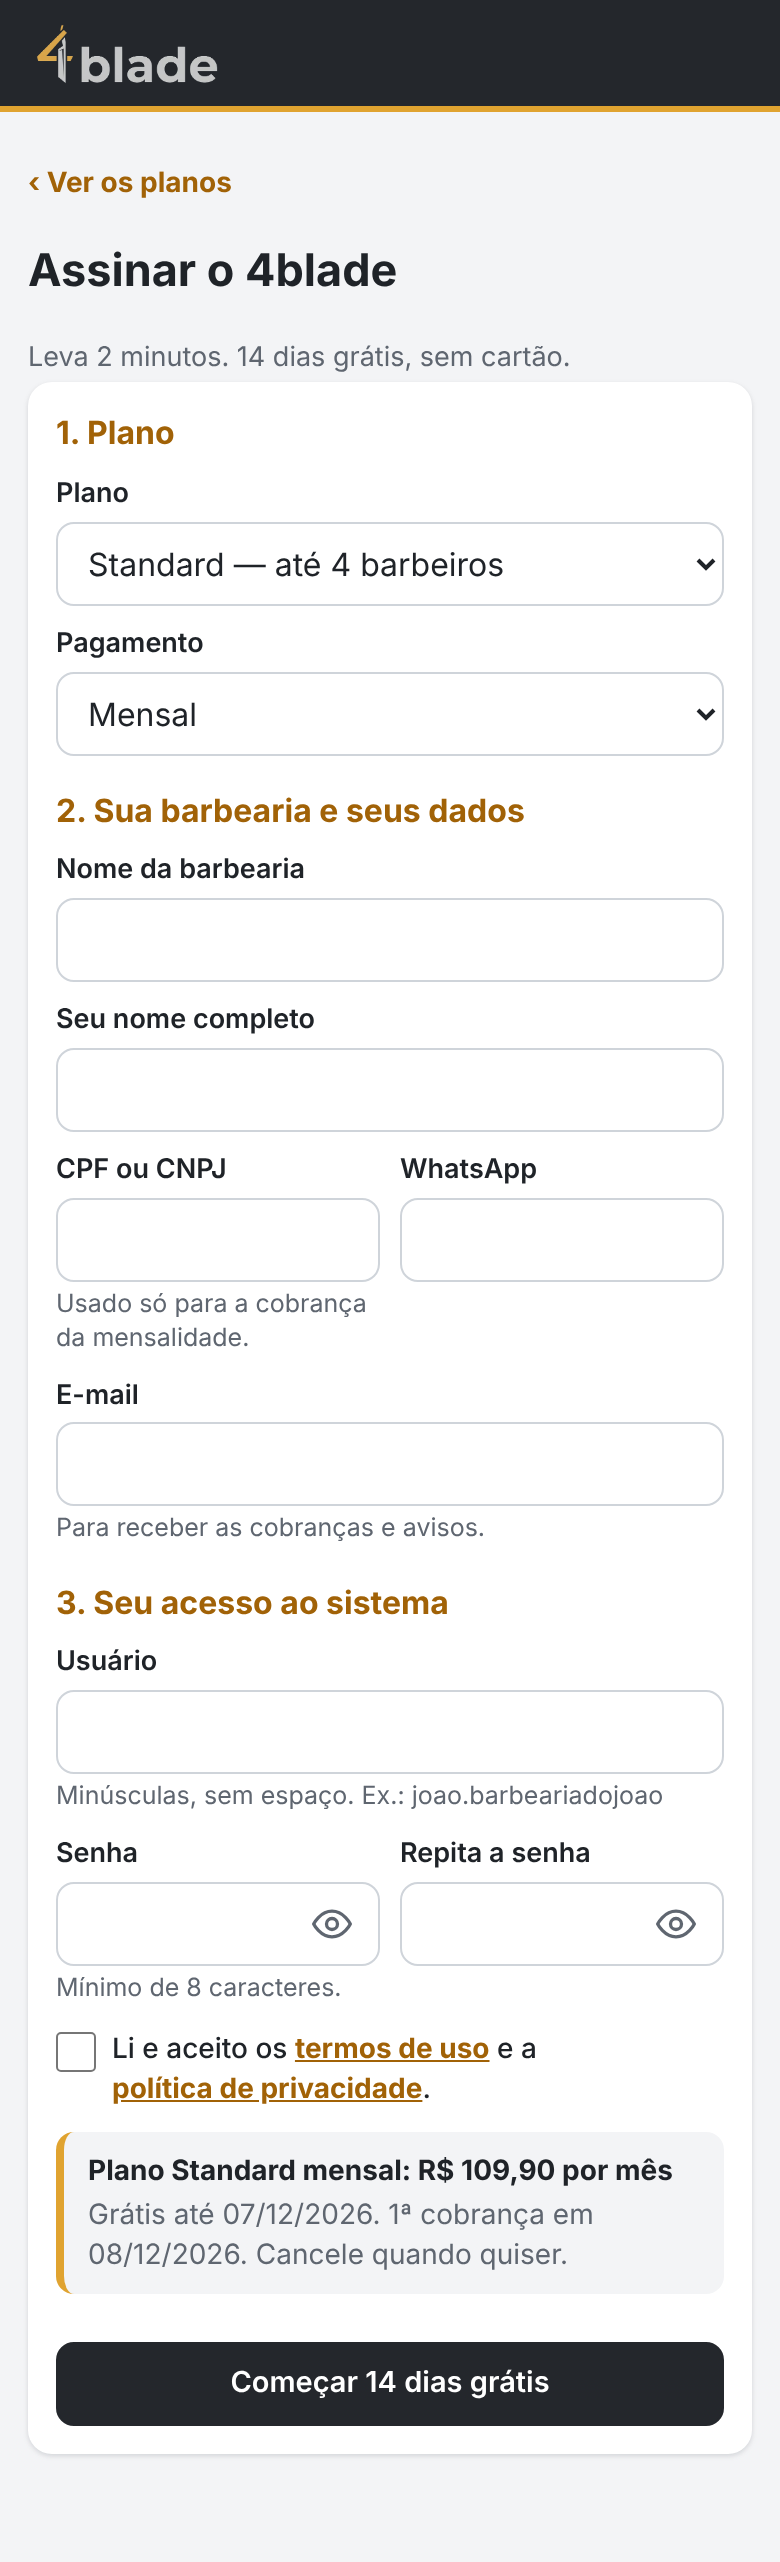 4blade
‹ Ver os planos
Assinar o 4blade
Leva 2 minutos. 14 dias grátis, sem cartão.
1. Plano
Plano
Standard — até 4 barbeiros
Pagamento
Mensal
2. Sua barbearia e seus dados
Nome da barbearia
Seu nome completo
CPF ou CNPJ
WhatsApp
Usado só para a cobrança
da mensalidade.
E-mail
Para receber as cobranças e avisos.
3. Seu acesso ao sistema
Usuário
Minúsculas, sem espaço. Ex.: joao.barbeariadojoao
Senha
Repita a senha
Mínimo de 8 caracteres.
Li e aceito os termos de uso e a
política de privacidade.
Plano Standard mensal: R$ 109,90 por mês
Grátis até 07/12/2026. 1ª cobrança em
08/12/2026. Cancele quando quiser.
Começar 14 dias grátis